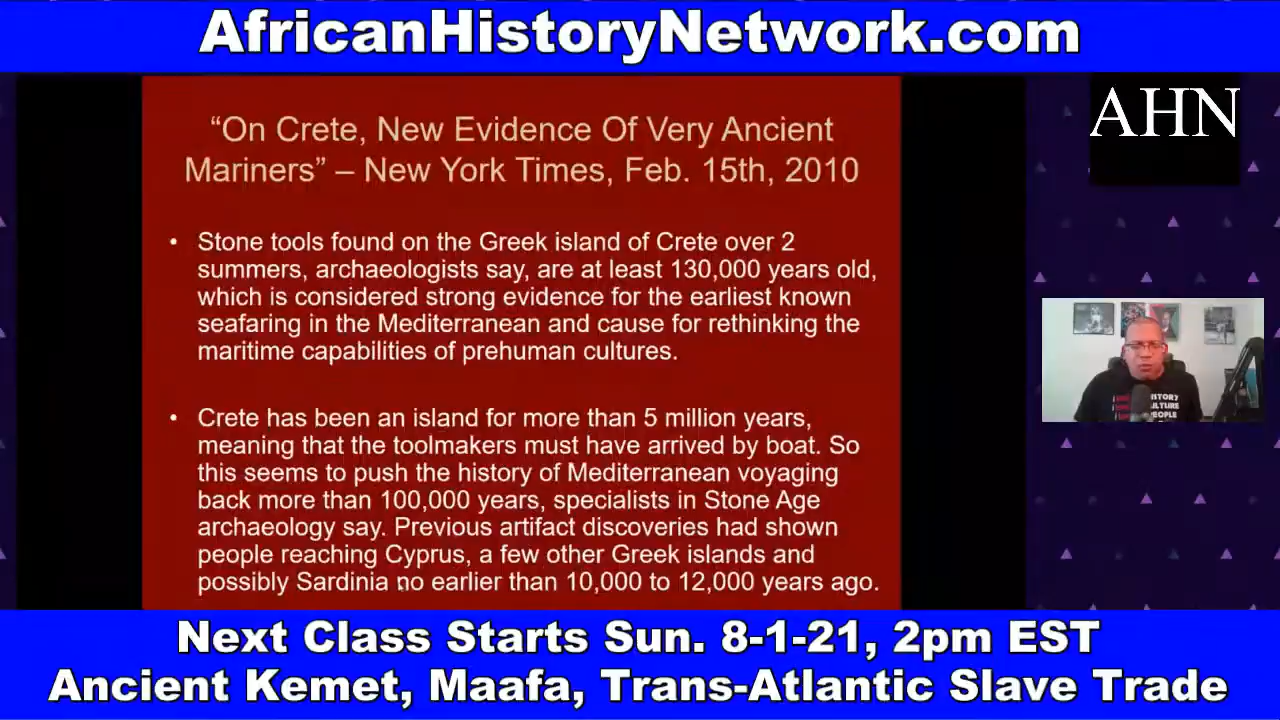 AfricanHistoryNetwork.com
AHN
“On Crete, New Evidence Of Very Ancient
Mariners” – New York Times, Feb. 15th, 2010
• Stone tools found on the Greek island of Crete over 2
summers, archaeologists say, are at least 130,000 years old,
which is considered strong evidence for the earliest known
seafaring in the Mediterranean and cause for rethinking the
maritime capabilities of prehuman cultures.
• Crete has been an island for more than 5 million years,
meaning that the toolmakers must have arrived by boat. So
this seems to push the history of Mediterranean voyaging
back more than 100,000 years, specialists in Stone Age
archaeology say. Previous artifact discoveries had shown
people reaching Cyprus, a few other Greek islands and
possibly Sardinia no earlier than 10,000 to 12,000 years ago.
Next Class Starts Sun. 8-1-21, 2pm EST
Ancient Kemet, Maafa, Trans-Atlantic Slave Trade